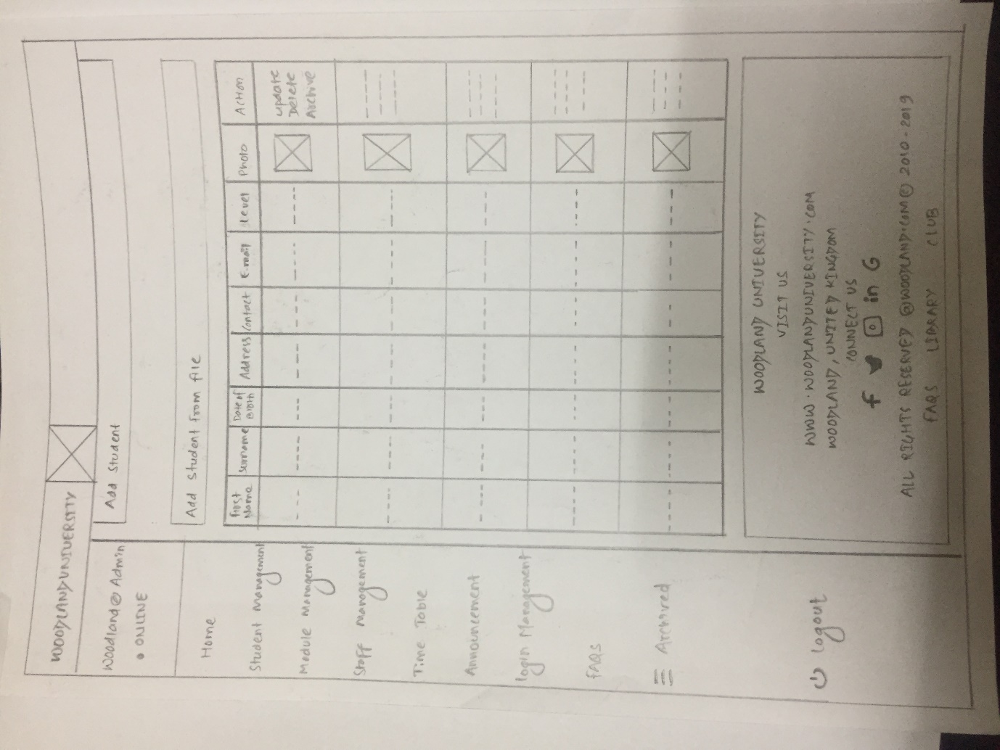 WOODLAND UNIVERSITY
Woodland@Admin
ONLINE
Home
Student Management
Module Management
Staff Management
Time Table
Announcement
Login Management
FAQs
Archived
Logout
Add Student
Add Student From File
First Name Surname Date of Birth Address Contact E-mail Level Photo Action
Update
Delete
Archive
WOODLAND UNIVERSITY
VISIT US
WWW.WOODLANDUNIVERSITY.COM
WOODLAND, UNITED KINGDOM
CONNECT US
f in G
ALL RIGHTS RESERVED @WOODLAND.COM © 2010-2019
FAQS LIBRARY CLUB